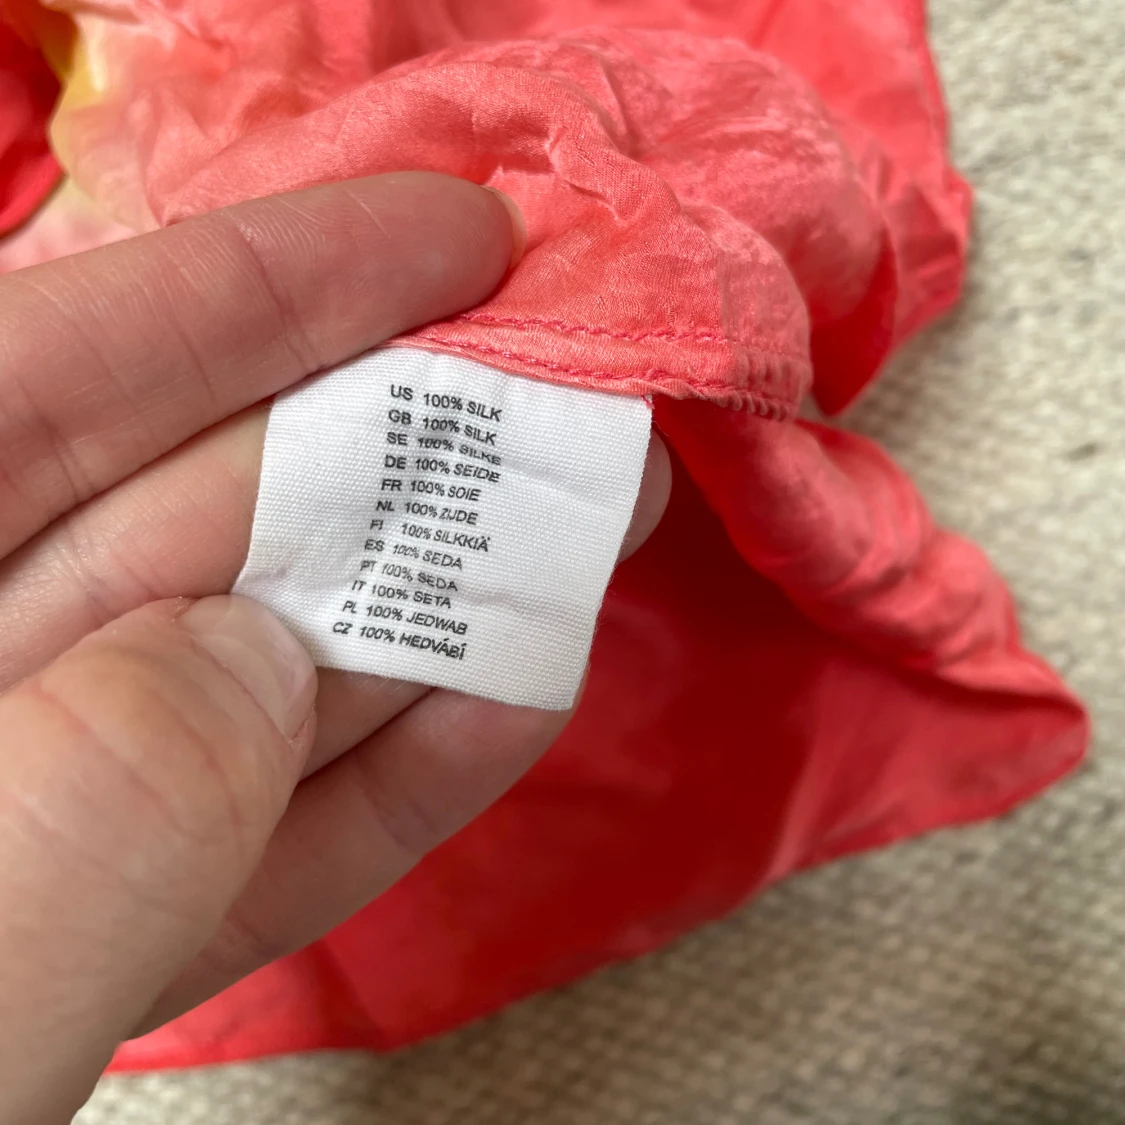 US 100% SILK
GB 100% SILK
SE 100% SILKE
DE 100% SEIDE
FR 100% SOIE
NL 100% ZIJDE
FI 100% SILKKIÄ
ES 100% SEDA
PT 100% SEDA
IT 100% SETA
PL 100% JEDWAB
CZ 100% HEDVÁBÍ